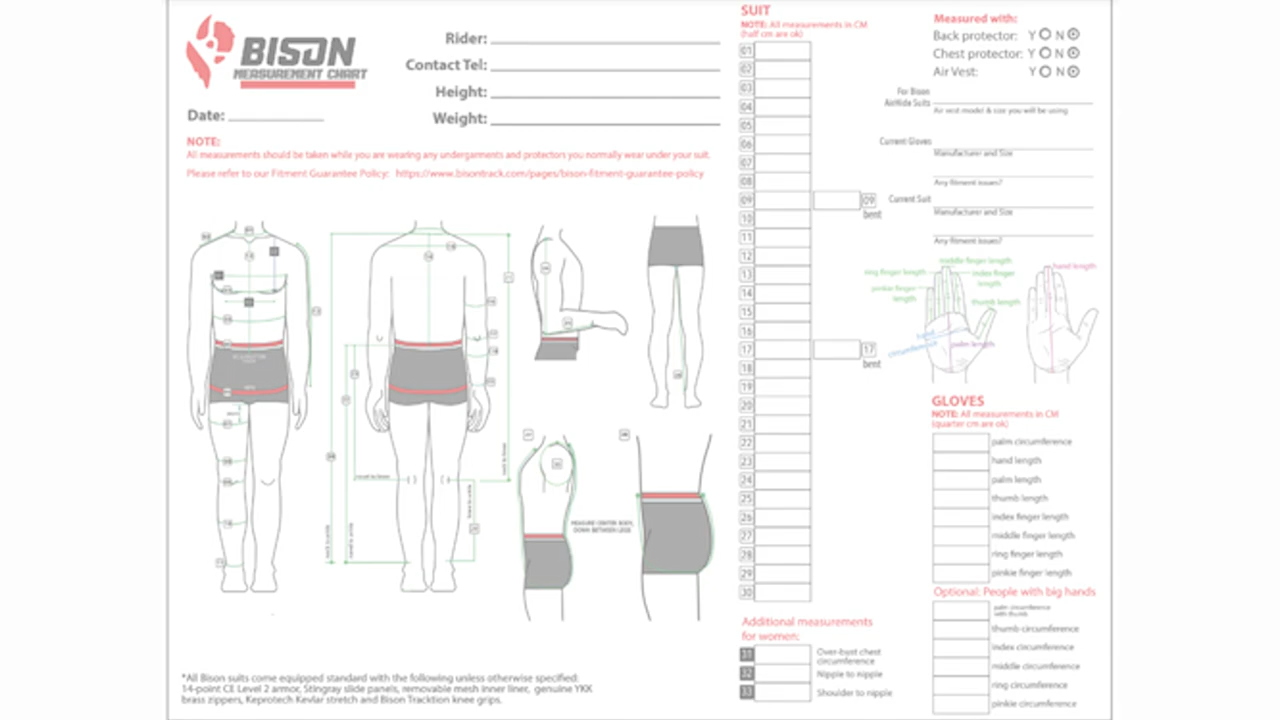 BISON
MEASUREMENT CHART
Date:
Rider:
Contact Tel:
Height:
Weight:
NOTE:
All measurements should be taken while you are wearing any undergarments and protectors you normally wear under your suit.
Please refer to our Fitment Guarantee Policy: https://www.bisontrack.com/pages/bison-fitment-guarantee-policy
MEASURE CENTER BODY,
DOWN BETWEEN LEGS
*All Bison suits come equipped standard with the following unless otherwise specified:
14-point CE Level 2 armor, Stingray slide panels, removable mesh inner liner, genuine YKK
brass zippers, Keprotech Kevlar stretch and Bison Tracktion knee grips.
SUIT
NOTE: All measurements in CM
(half cm are ok)
01
02
03
04
05
06
07
08
09 09
bent
10
11
12
13
14
15
16
17 17
bent
18
19
20
21
22
23
24
25
26
27
28
29
30
Additional measurements
for women:
31 Over-bust chest
circumference
32 Nipple to nipple
33 Shoulder to nipple
Measured with:
Back protector: Y N
Chest protector: Y N
Air Vest: Y N
For Bison
AirHide Suits
Air vest model & size you will be using
Current Gloves
Manufacturer and Size
Any fitment issues?
Current Suit
Manufacturer and Size
Any fitment issues?
middle finger length
ring finger length
index finger
length
pinkie finger
length
thumb length
hand
circumference
palm length
hand length
GLOVES
NOTE: All measurements in CM
(quarter cm are ok)
palm circumference
hand length
palm length
thumb length
index finger length
middle finger length
ring finger length
pinkie finger length
Optional: People with big hands
palm circumference
with thumb
thumb circumference
index circumference
middle circumference
ring circumference
pinkie circumference